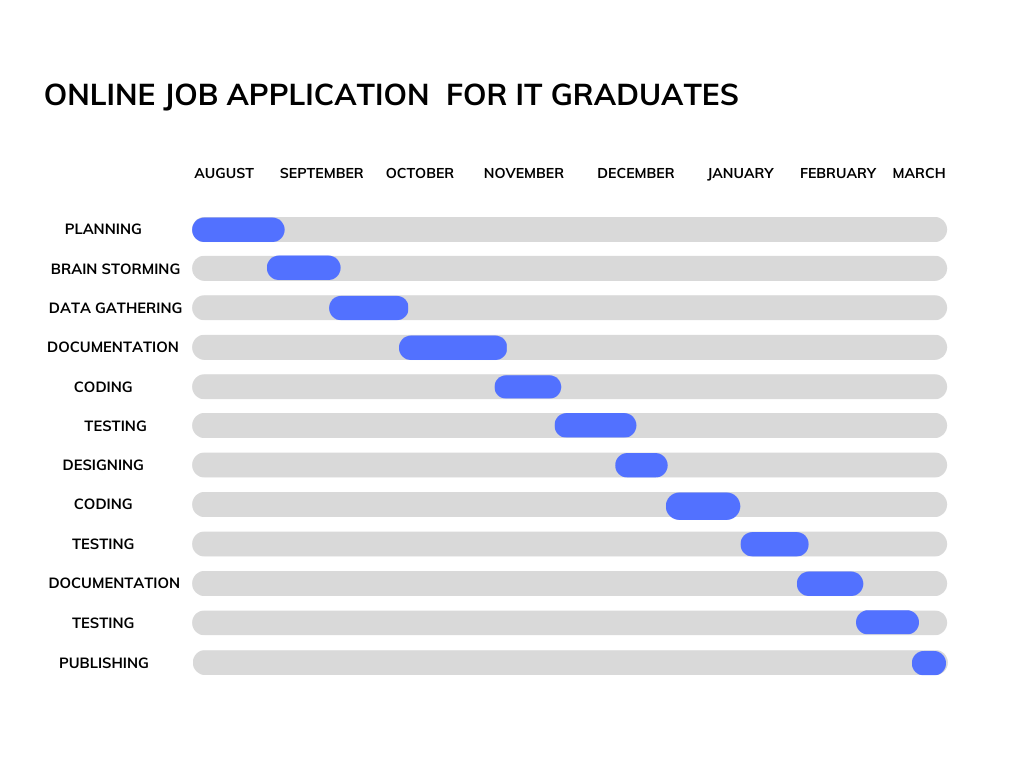 ONLINE JOB APPLICATION  FOR IT GRADUATES
AUGUST SEPTEMBER OCTOBER NOVEMBER DECEMBER JANUARY FEBRUARY MARCH
PLANNING
BRAIN STORMING
DATA GATHERING
DOCUMENTATION
CODING
TESTING
DESIGNING
CODING
TESTING
DOCUMENTATION
TESTING
PUBLISHING